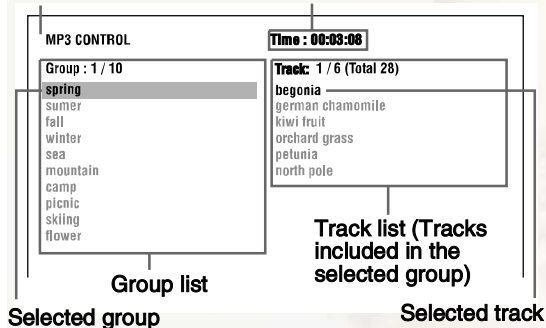 MP3 CONTROL
Time : 00:03:08
Group : 1 / 10
spring
sumer
fall
winter
sea
mountain
camp
picnic
skiing
flower
Track: 1 / 6 (Total 28)
begonia
german chamomile
kiwi fruit
orchard grass
petunia
north pole
Group list
Track list (Tracks
included in the
selected group)
Selected group
Selected track